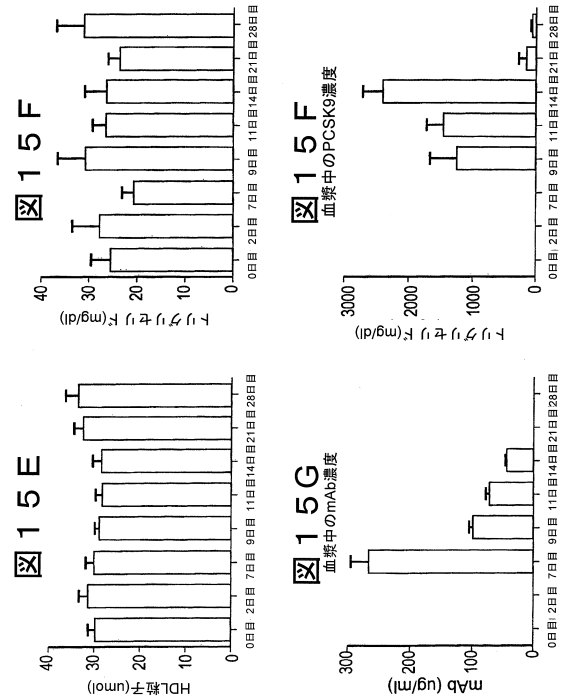 図15E
HDL粒子(umol)
40
30
20
10
0
0日目
2日目
7日目
9日目
11日目
14日目
21日目
28日目
図15F
トリグリセリド(mg/dl)
40
30
20
10
0
0日目
2日目
7日目
9日目
11日目
14日目
21日目
28日目
図15G
血漿中のmAb濃度
mAb (ug/ml)
300
200
100
0
0日目
2日目
7日目
9日目
11日目
14日目
21日目
28日目
図15F
血漿中のPCSK9濃度
トリグリセリド(mg/dl)
3000
2000
1000
0
0日目
2日目
7日目
9日目
11日目
14日目
21日目
28日目